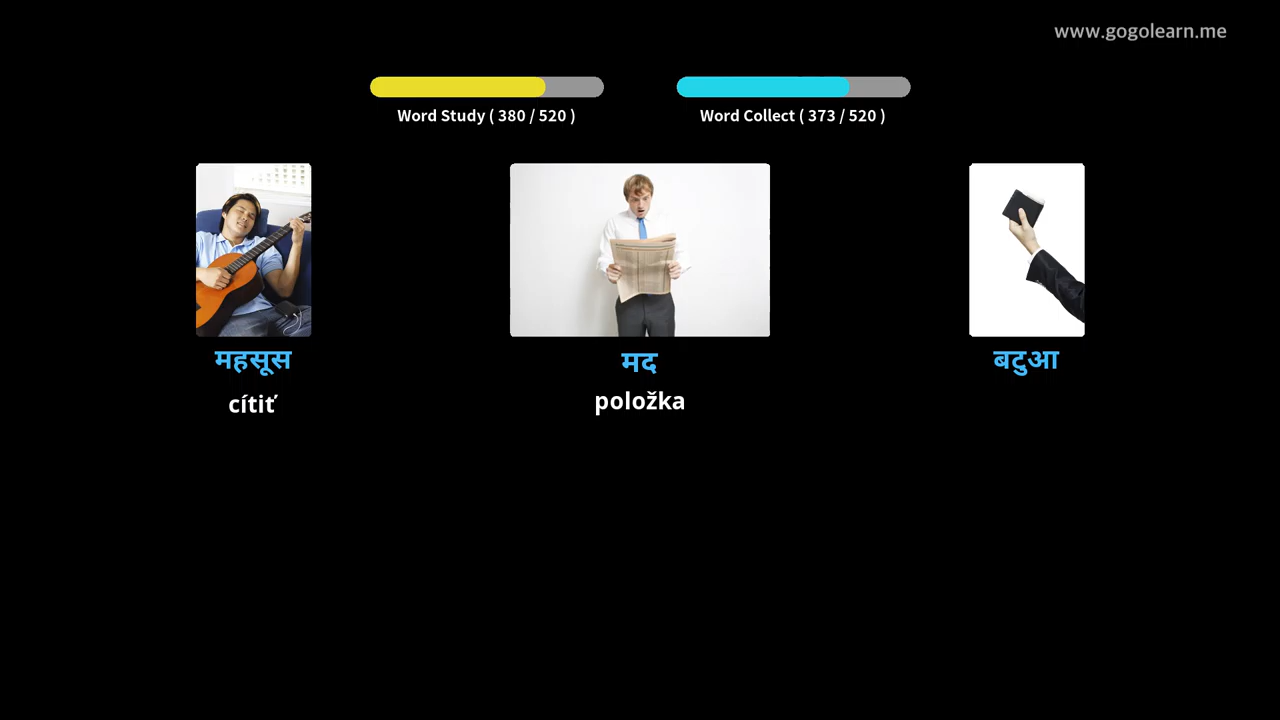 www.gogolearn.me
Word Study ( 380 / 520 )
Word Collect ( 373 / 520 )
महसूस
मद
बटुआ
cítiť
položka